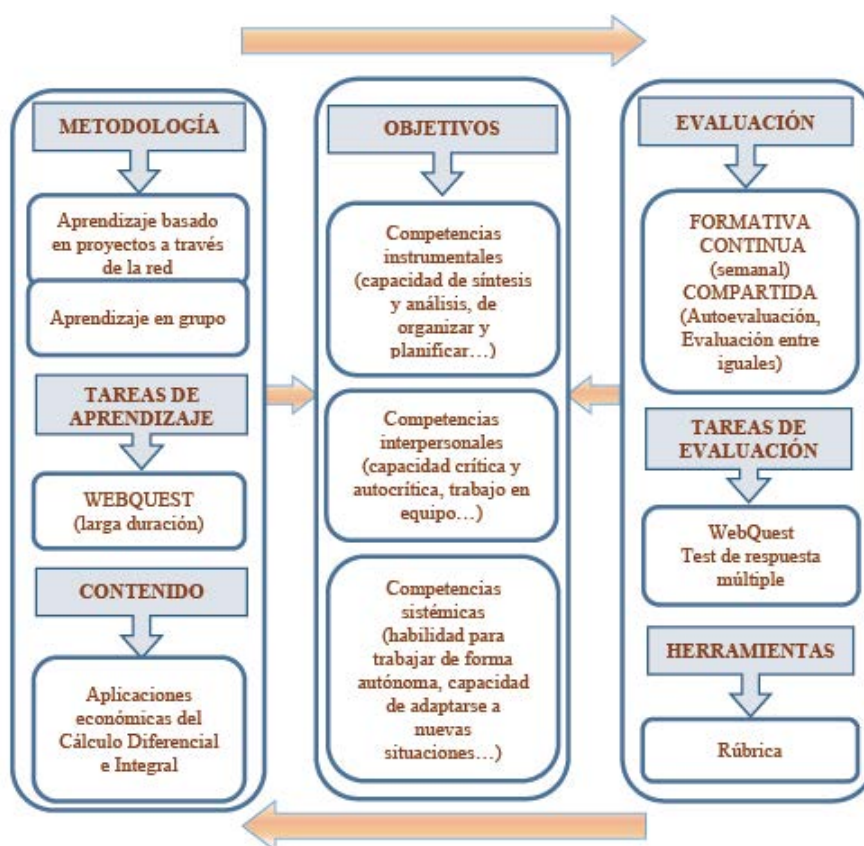 METODOLOGÍA
Aprendizaje basado
en proyectos a través
de la red
Aprendizaje en grupo
TAREAS DE
APRENDIZAJE
WEBQUEST
(larga duración)
CONTENIDO
Aplicaciones
económicas del
Cálculo Diferencial
e Integral
OBJETIVOS
Competencias
instrumentales
(capacidad de síntesis
y análisis, de
organizar y
planificar…)
Competencias
interpersonales
(capacidad crítica y
autocrítica, trabajo en
equipo…)
Competencias
sistémicas
(habilidad para
trabajar de forma
autónoma, capacidad
de adaptarse a
nuevas
situaciones…)
EVALUACIÓN
FORMATIVA
CONTINUA
(semanal)
COMPARTIDA
(Autoevaluación,
Evaluación entre
iguales)
TAREAS DE
EVALUACIÓN
WebQuest
Test de respuesta
múltiple
HERRAMIENTAS
Rúbrica